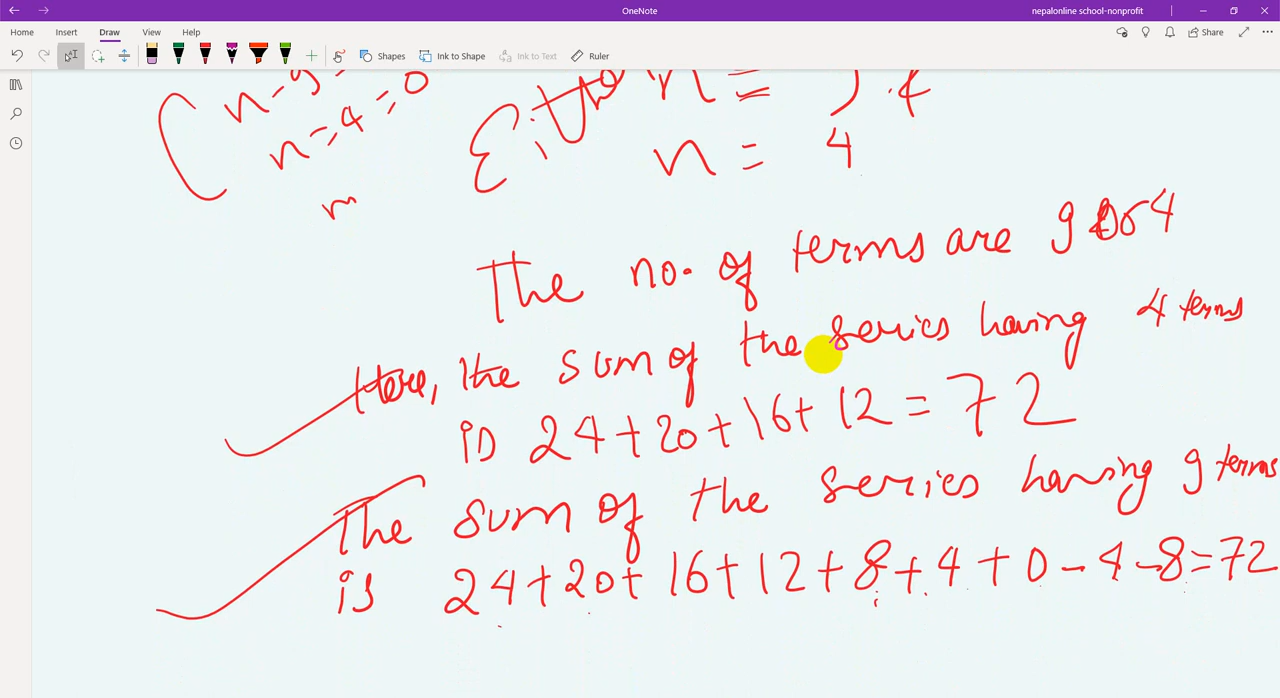 OneNote
nepalonline school-nonprofit
Home Insert Draw View Help
Share
Shapes Ink to Shape Ink to Text Ruler
n-9=
n=4=0
Either n = 9
n = 4
The no. of terms are 9 Or 4
Here, the sum of the series having 4 terms
is 24+20+16+12=72
The sum of the series having 9 terms
is 24+20+16+12+8+4+0-4-8=72